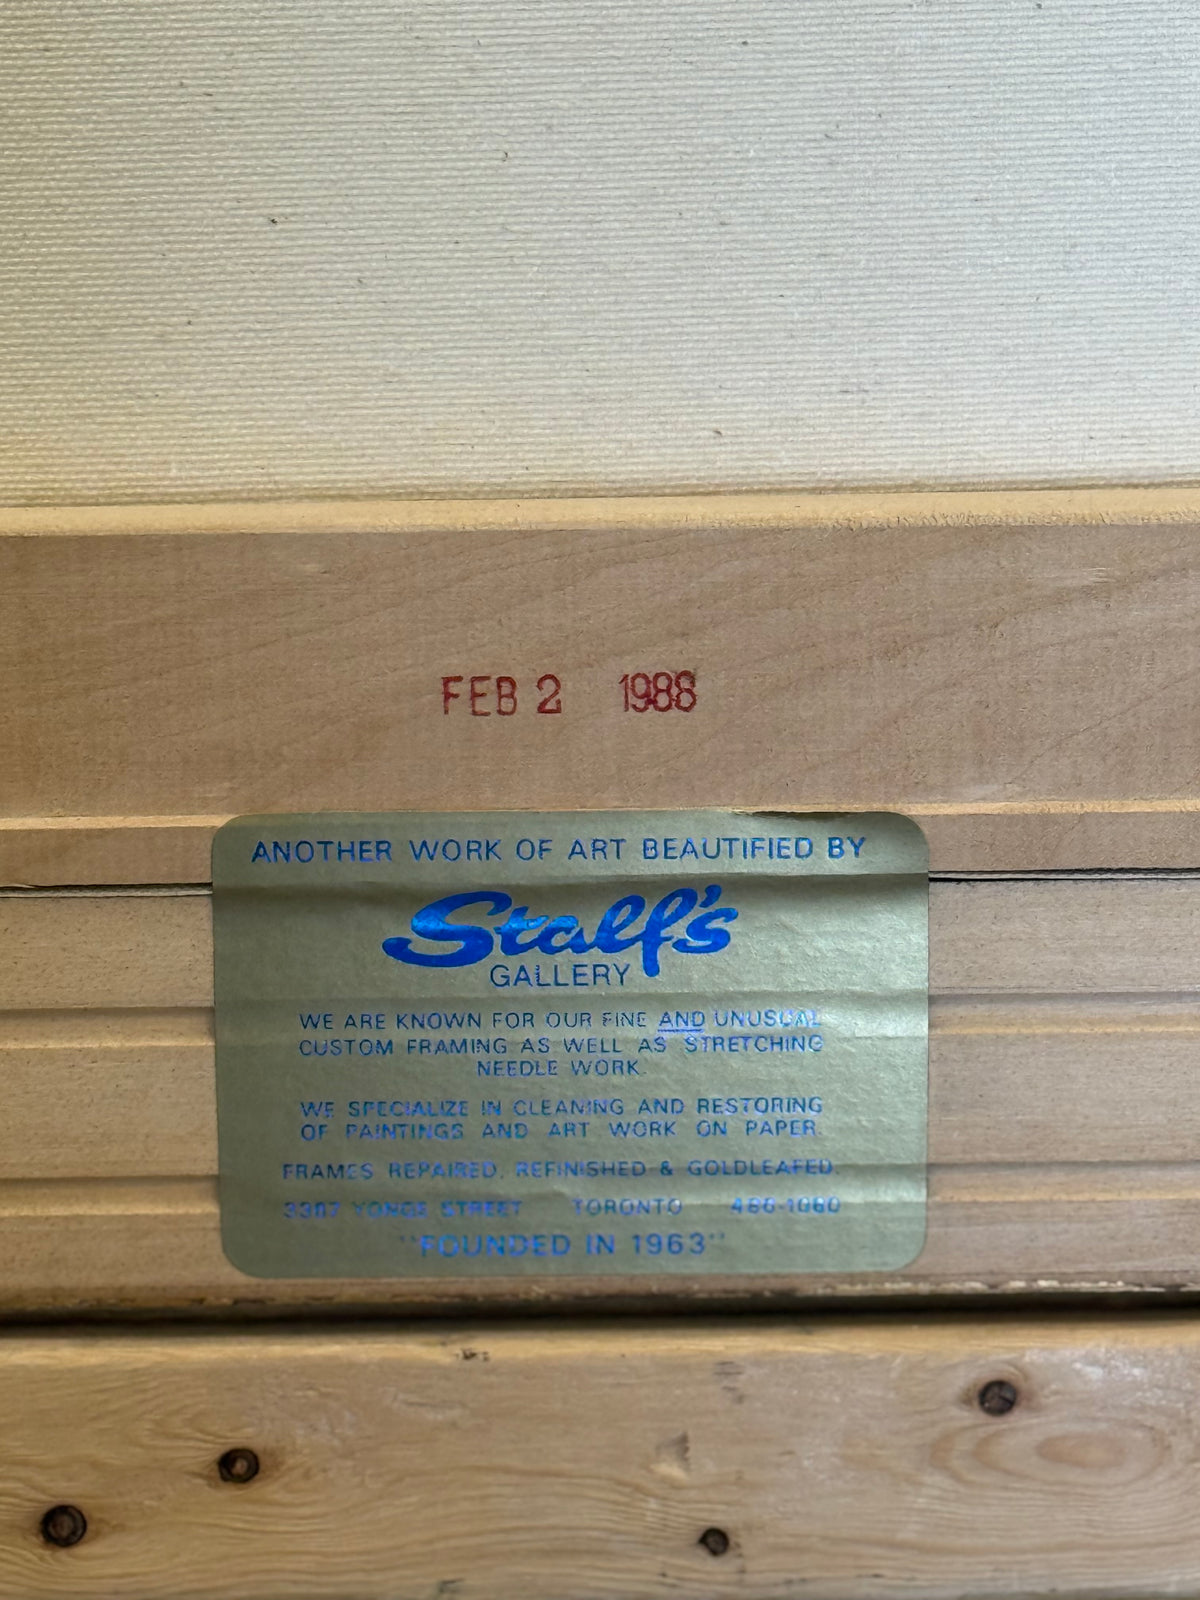 FEB 2 1988
ANOTHER WORK OF ART BEAUTIFIED BY
Stalf's
GALLERY
WE ARE KNOWN FOR OUR FINE AND UNUSUAL
CUSTOM FRAMING AS WELL AS STRETCHING
NEEDLE WORK.
WE SPECIALIZE IN CLEANING AND RESTORING
OF PAINTINGS AND ART WORK ON PAPER.
FRAMES REPAIRED, REFINISHED & GOLDLEAFED.
YONGE STREET TORONTO
"FOUNDED IN 1963"